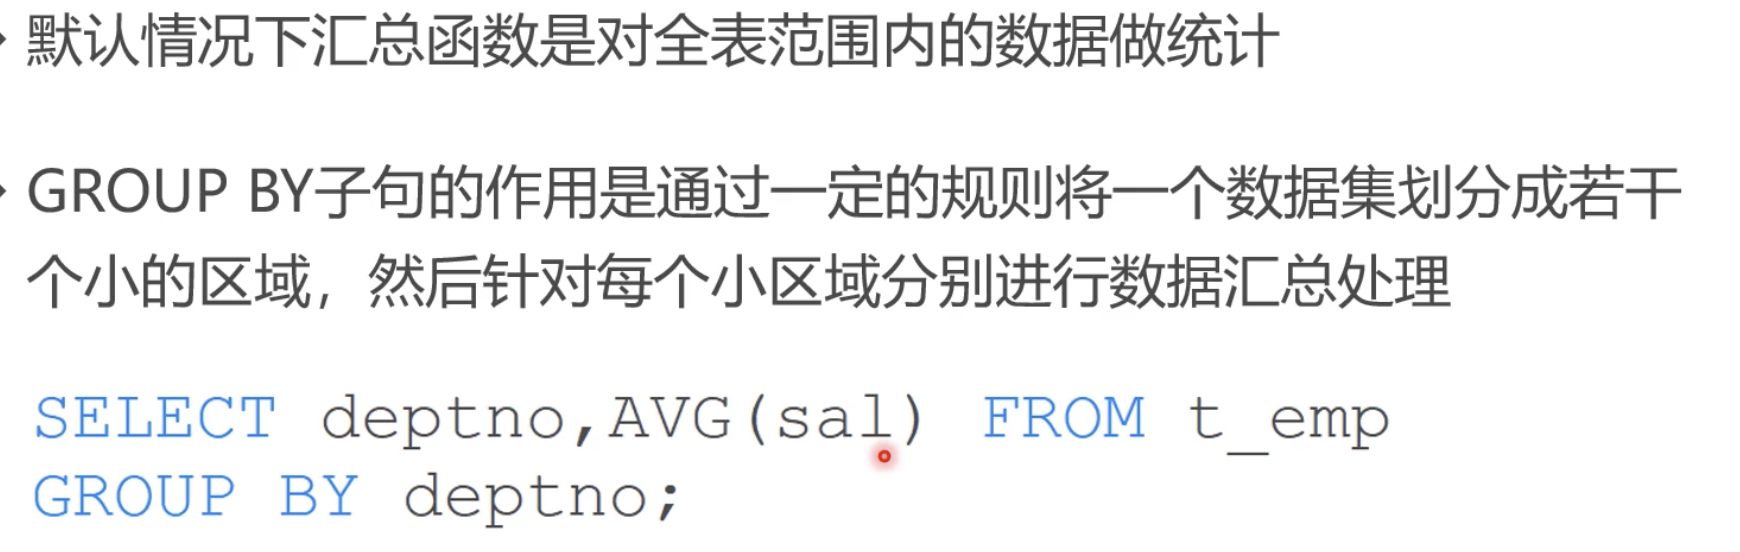 默认情况下汇总函数是对全表范围内的数据做统计
GROUP BY子句的作用是通过一定的规则将一个数据集划分成若干
个小的区域，然后针对每个小区域分别进行数据汇总处理
SELECT deptno,AVG(sal) FROM t_emp
GROUP BY deptno;